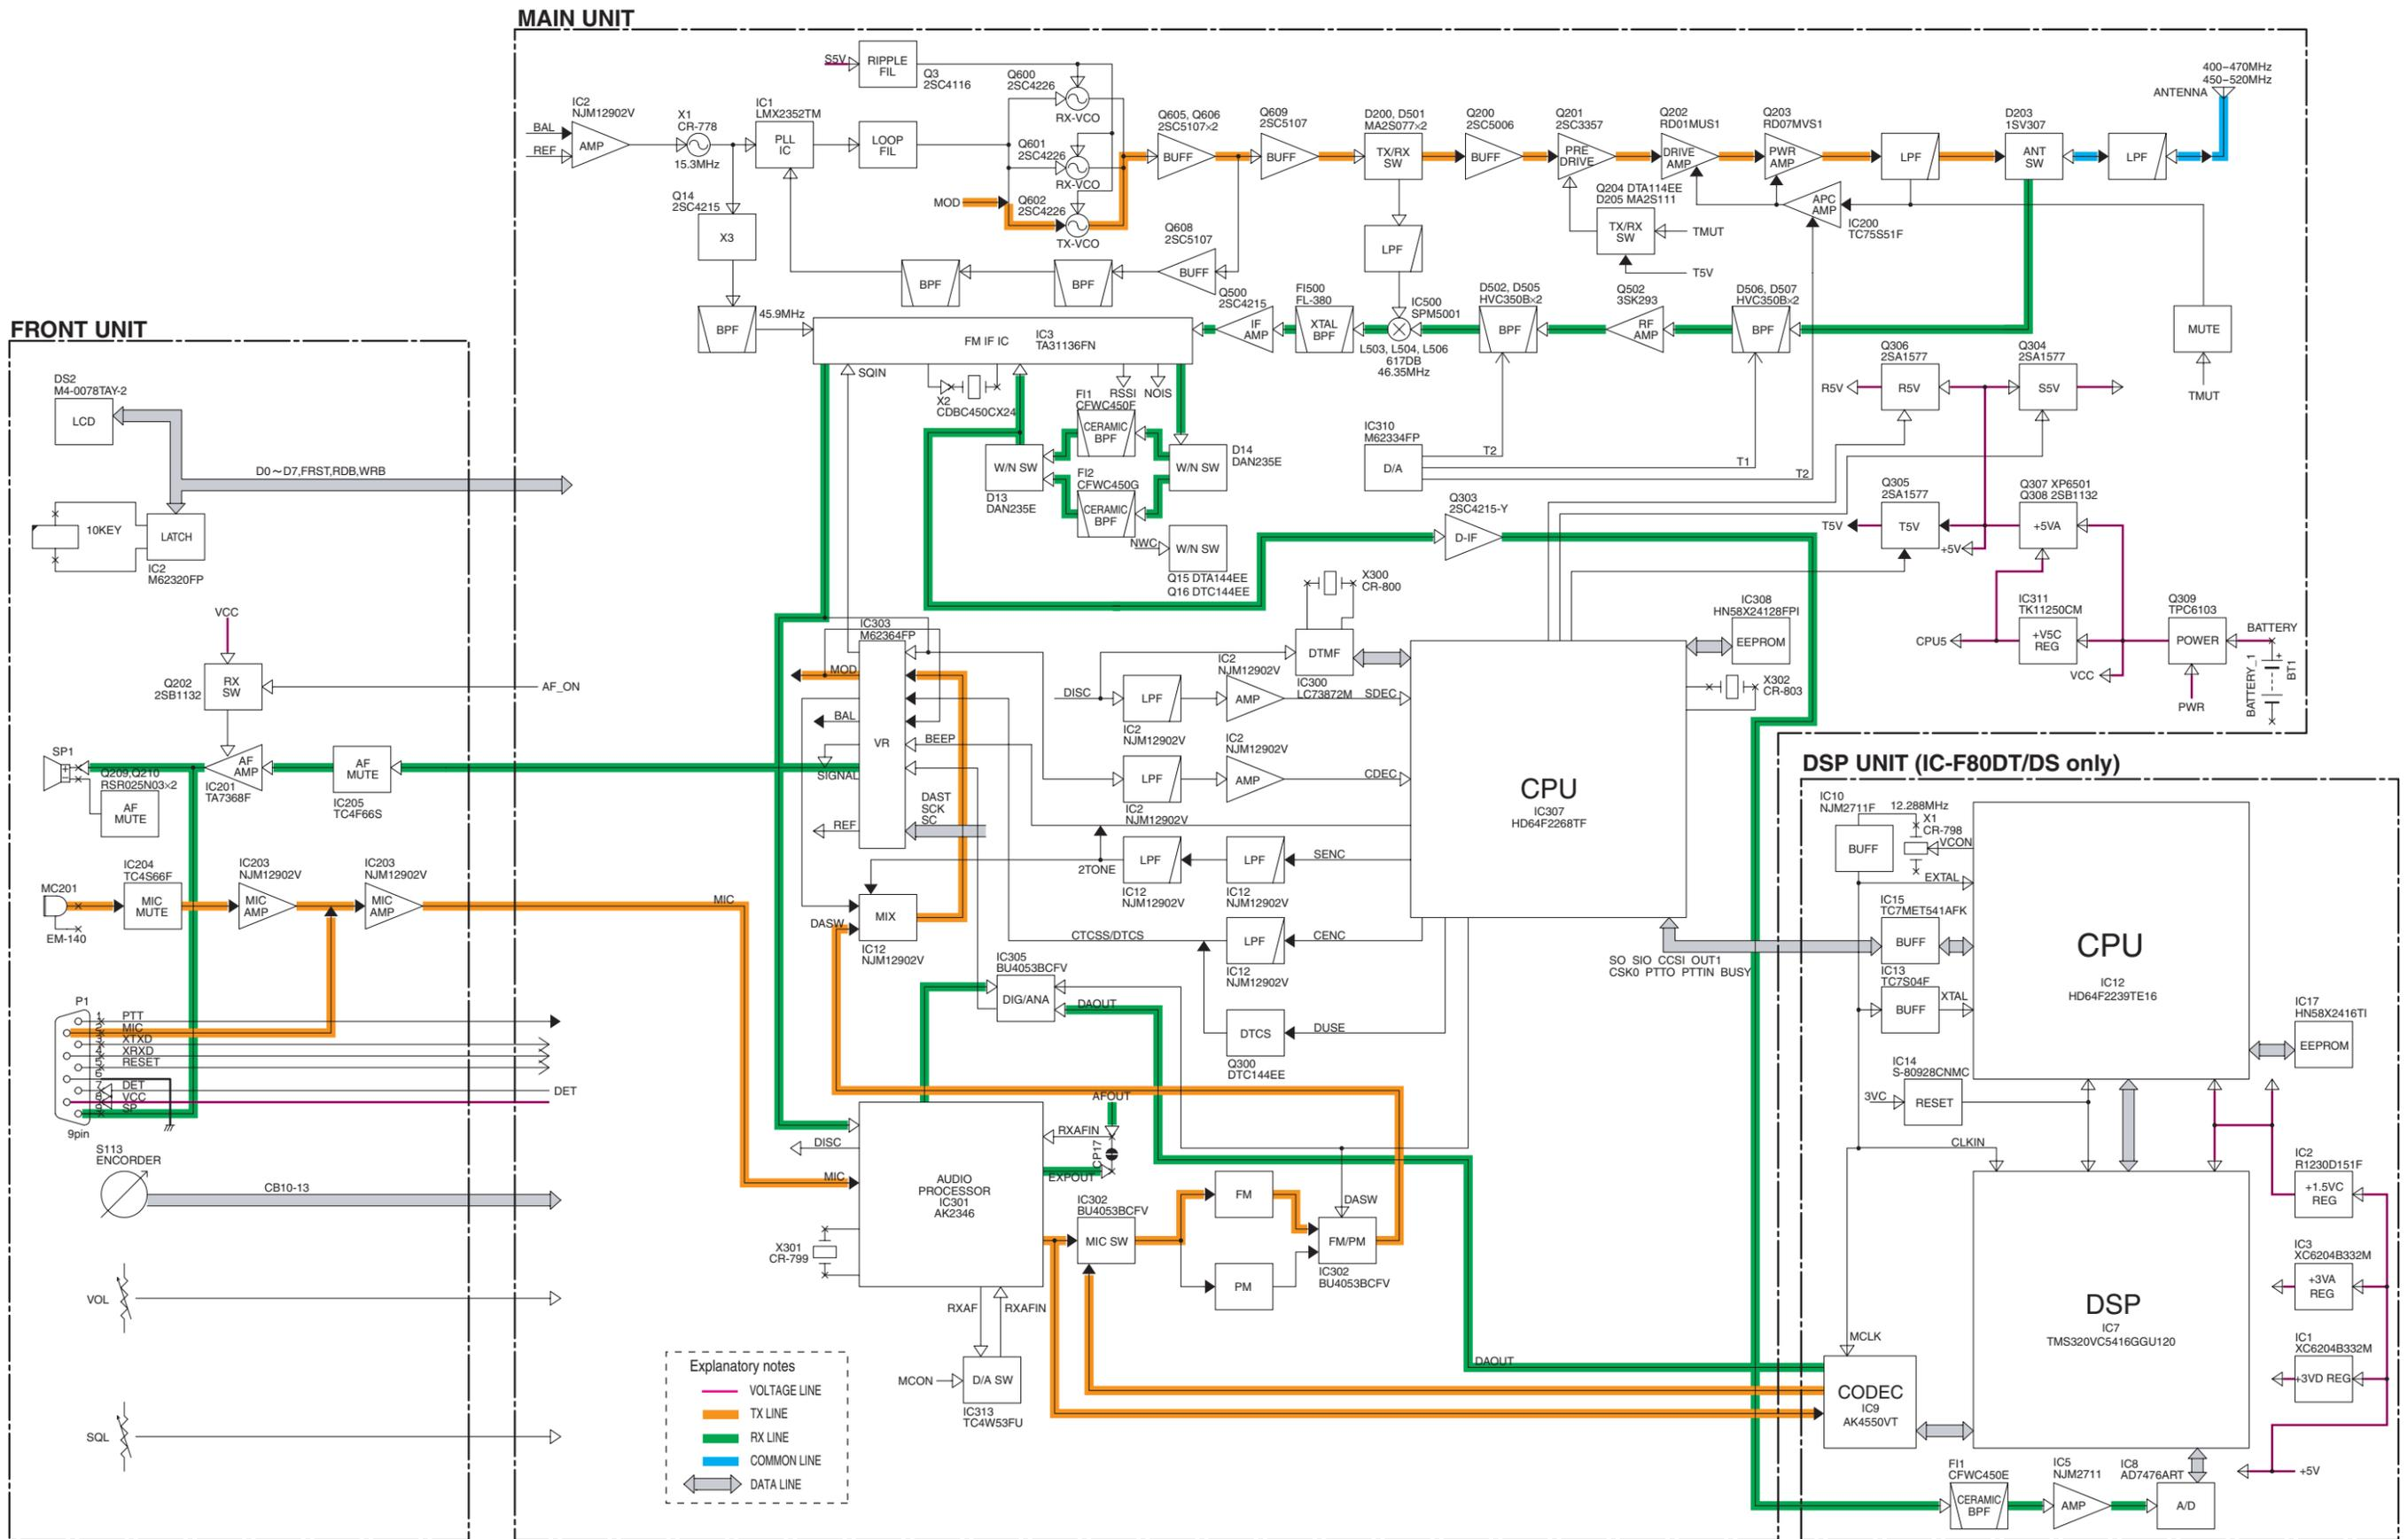 MAIN UNIT
S5V
RIPPLE
FIL
Q3
2SC4116
Q600
2SC4226
RX-VCO
IC2
NJM12902V
BAL
REF
AMP
X1
CR-778
15.3MHz
IC1
LMX2352TM
PLL
IC
LOOP
FIL
Q601
2SC4226
RX-VCO
MOD
Q602
2SC4226
TX-VCO
Q605, Q606
2SC5107×2
BUFF
Q609
2SC5107
BUFF
D200, D501
MA2S077×2
TX/RX
SW
Q200
2SC5006
BUFF
Q201
2SC3357
PRE
DRIVE
Q202
RD01MUS1
DRIVE
AMP
Q203
RD07MVS1
PWR
AMP
LPF
D203
1SV307
ANT
SW
LPF
400–470MHz
450–520MHz
ANTENNA
Q14
2SC4215
X3
BPF
45.9MHz
BPF
BPF
Q608
2SC5107
BUFF
LPF
Q204 DTA114EE
D205 MA2S111
TX/RX
SW
TMUT
T5V
APC
AMP
IC200
TC75S51F
MUTE
TMUT
FM IF IC
IC3
TA31136FN
Q500
2SC4215
IF
AMP
FI500
FL-380
XTAL
BPF
IC500
SPM5001
L503, L504, L506
617DB
46.35MHz
D502, D505
HVC350B×2
BPF
Q502
3SK293
RF
AMP
D506, D507
HVC350B×2
BPF
SQIN
X2
CDBC450CX24
RSSI
NOIS
FI1
CFWC450F
CERAMIC
BPF
W/N SW
D13
DAN235E
FI2
CFWC450G
CERAMIC
BPF
W/N SW
D14
DAN235E
NWC
W/N SW
Q15 DTA144EE
Q16 DTC144EE
IC310
M62334FP
D/A
T2
T1
T2
Q303
2SC4215-Y
D-IF
Q306
2SA1577
R5V
R5V
Q304
2SA1577
S5V
Q305
2SA1577
T5V
T5V
+5V
Q307 XP6501
Q308 2SB1132
+5VA
IC311
TK11250CM
CPU5
+V5C
REG
VCC
Q309
TPC6103
POWER
PWR
BATTERY
BATTERY_1
BT1
FRONT UNIT
DS2
M4-0078TAY-2
LCD
D0～D7,FRST,RDB,WRB
10KEY
LATCH
IC2
M62320FP
VCC
Q202
2SB1132
RX
SW
AF_ON
SP1
Q209,Q210
RSR025N03×2
AF
MUTE
AF
AMP
IC201
TA7368F
AF
MUTE
IC205
TC4F66S
MC201
EM-140
IC204
TC4S66F
MIC
MUTE
IC203
NJM12902V
MIC
AMP
IC203
NJM12902V
MIC
AMP
MIC
P1
1
PTT
2
MIC
3
XTXD
4
XRXD
5
RESET
6
7
DET
8
VCC
9
SP
9pin
DET
S113
ENCORDER
CB10-13
VOL
SQL
IC303
M62364FP
MOD
BAL
VR
SIGNAL
REF
BEEP
DAST
SCK
SC
DISC
LPF
IC2
NJM12902V
IC2
NJM12902V
AMP
DTMF
IC300
LC73872M
X300
CR-800
SDEC
LPF
IC2
NJM12902V
IC2
NJM12902V
AMP
CDEC
2TONE
LPF
IC12
NJM12902V
LPF
IC12
NJM12902V
SENC
DASW
MIX
IC12
NJM12902V
CTCSS/DTCS
LPF
IC12
NJM12902V
CENC
IC305
BU4053BCFV
DIG/ANA
DAOUT
DTCS
Q300
DTC144EE
DUSE
CPU
IC307
HD64F2268TF
IC308
HN58X24128FPI
EEPROM
X302
CR-803
SO SIO CCSI OUT1
CSK0 PTTO PTTIN BUSY
DISC
MIC
AUDIO
PROCESSOR
IC301
AK2346
AFOUT
RXAFIN
CP17
EXPOUT
X301
CR-799
IC302
BU4053BCFV
MIC SW
FM
PM
DASW
FM/PM
IC302
BU4053BCFV
RXAF
RXAFIN
MCON
D/A SW
IC313
TC4W53FU
DAOUT
Explanatory notes
VOLTAGE LINE
TX LINE
RX LINE
COMMON LINE
DATA LINE
DSP UNIT (IC-F80DT/DS only)
IC10
NJM2711F
BUFF
12.288MHz
X1
CR-798
VCON
EXTAL
IC15
TC7MET541AFK
BUFF
IC13
TC7S04F
BUFF
XTAL
CPU
IC12
HD64F2239TE16
IC17
HN58X2416TI
EEPROM
IC14
S-80928CNMC
3VC
RESET
CLKIN
IC2
R1230D151F
+1.5VC
REG
IC3
XC6204B332M
+3VA
REG
IC1
XC6204B332M
+3VD REG
DSP
IC7
TMS320VC5416GGU120
MCLK
CODEC
IC9
AK4550VT
FI1
CFWC450E
CERAMIC
BPF
IC5
NJM2711
AMP
IC8
AD7476ART
A/D
+5V